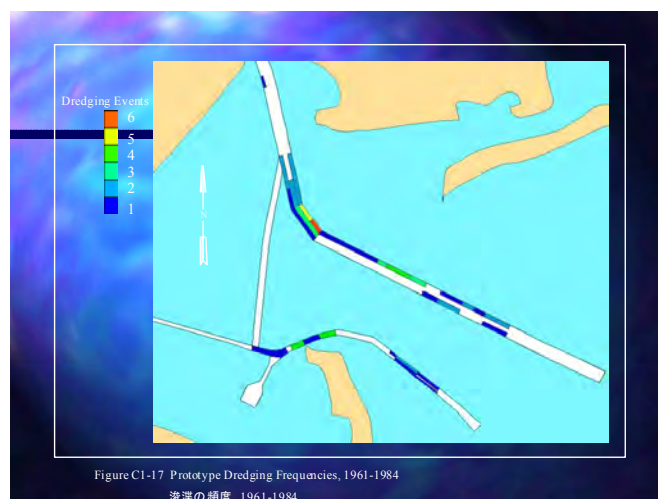 Dredging Events
6
5
4
3
2
1
N
Figure C1-17 Prototype Dredging Frequencies, 1961-1984
浚渫の頻度, 1961-1984